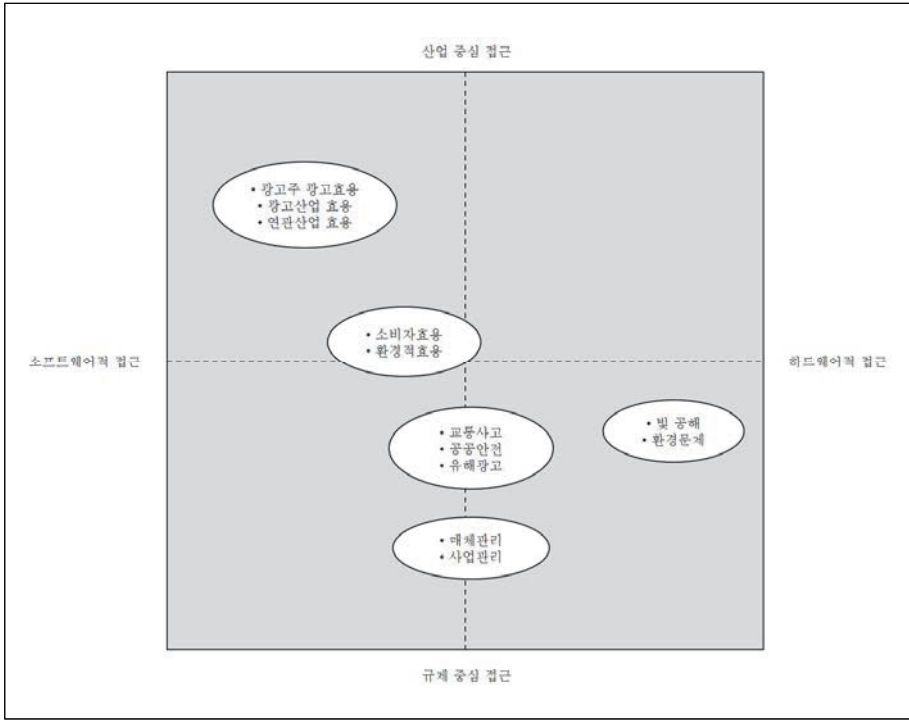 산업 중심 접근
• 광고주 광고효용
• 광고산업 효용
• 연관산업 효용
• 소비자효용
• 환경적효용
소프트웨어적 접근
하드웨어적 접근
• 교통사고
• 공공안전
• 유해광고
• 빛 공해
• 환경문제
• 매체관리
• 사업관리
규제 중심 접근